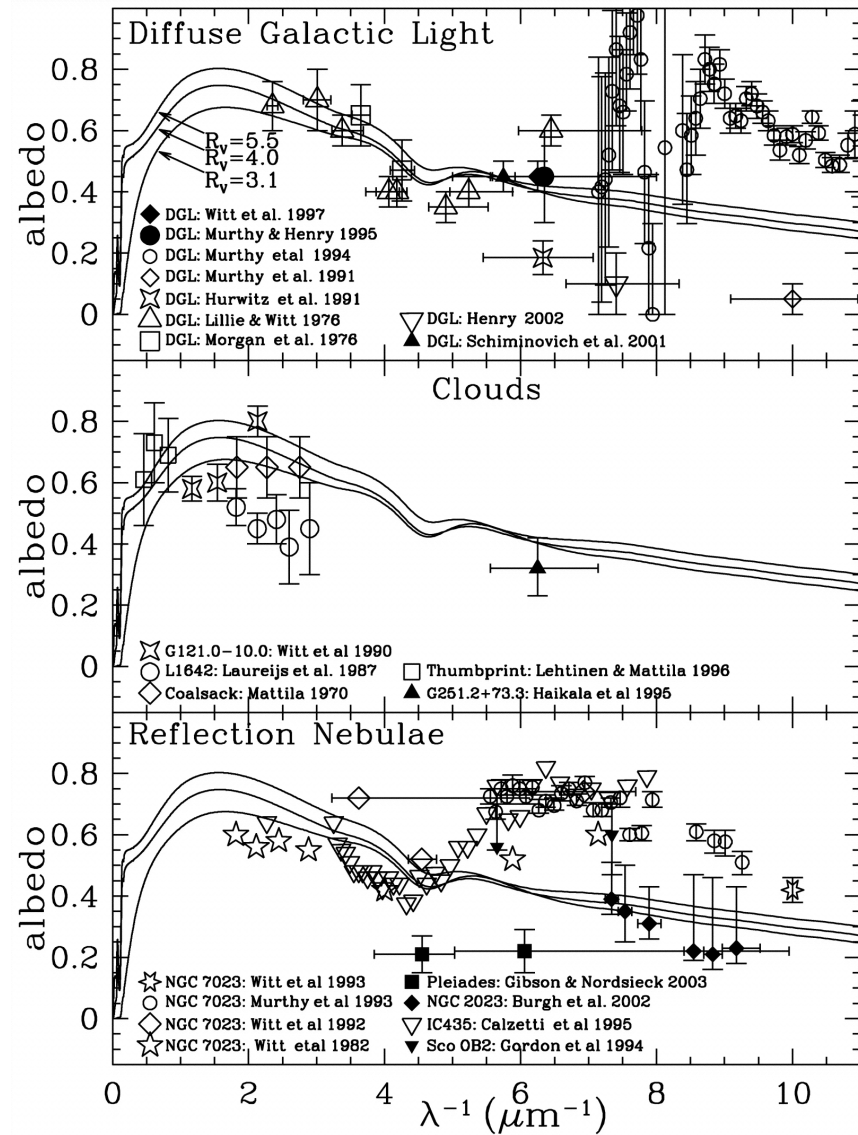 Diffuse Galactic Light
albedo
0.8
0.6
0.4
0.2
0
Rv=5.5
Rv=4.0
Rv=3.1
DGL: Witt et al. 1997
DGL: Murthy & Henry 1995
DGL: Murthy etal 1994
DGL: Murthy et al. 1991
DGL: Hurwitz et al. 1991
DGL: Lillie & Witt 1976
DGL: Morgan et al. 1976
DGL: Henry 2002
DGL: Schiminovich et al. 2001
Clouds
albedo
0.8
0.6
0.4
0.2
0
G121.0−10.0: Witt et al 1990
L1642: Laureijs et al. 1987
Coalsack: Mattila 1970
Thumbprint: Lehtinen & Mattila 1996
G251.2+73.3: Haikala et al 1995
Reflection Nebulae
albedo
0.8
0.6
0.4
0.2
0
NGC 7023: Witt et al 1993
NGC 7023: Murthy et al 1993
NGC 7023: Witt et al 1992
NGC 7023: Witt etal 1982
Pleiades: Gibson & Nordsieck 2003
NGC 2023: Burgh et al. 2002
IC435: Calzetti et al 1995
Sco OB2: Gordon et al 1994
0 2 4 6 8 10
λ⁻¹ (μm⁻¹)